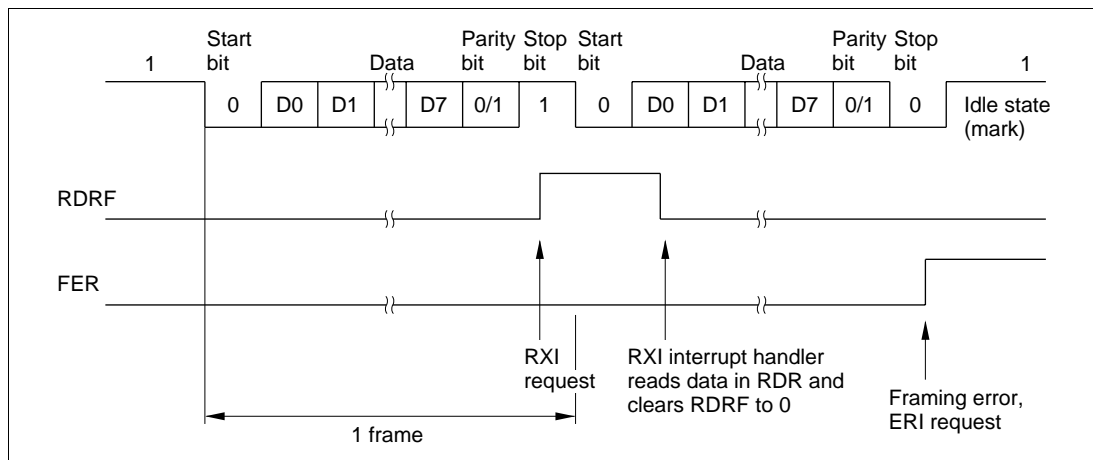 Start Parity Stop Start Parity Stop
1 bit Data bit bit bit Data bit bit 1
0 D0 D1 D7 0/1 1 0 D0 D1 D7 0/1 0 Idle state
(mark)
RDRF
FER
RXI
request
RXI interrupt handler
reads data in RDR and
clears RDRF to 0
Framing error,
ERI request
1 frame